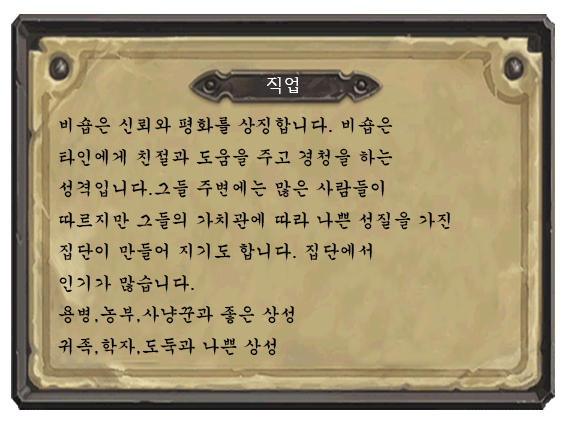 직업
비숍은 신뢰와 평화를 상징합니다. 비숍은
타인에게 친절과 도움을 주고 경청을 하는
성격입니다.그들 주변에는 많은 사람들이
따르지만 그들의 가치관에 따라 나쁜 성질을 가진
집단이 만들어 지기도 합니다. 집단에서
인기가 많습니다.
용병,농부,사냥꾼과 좋은 상성
귀족,학자,도둑과 나쁜 상성